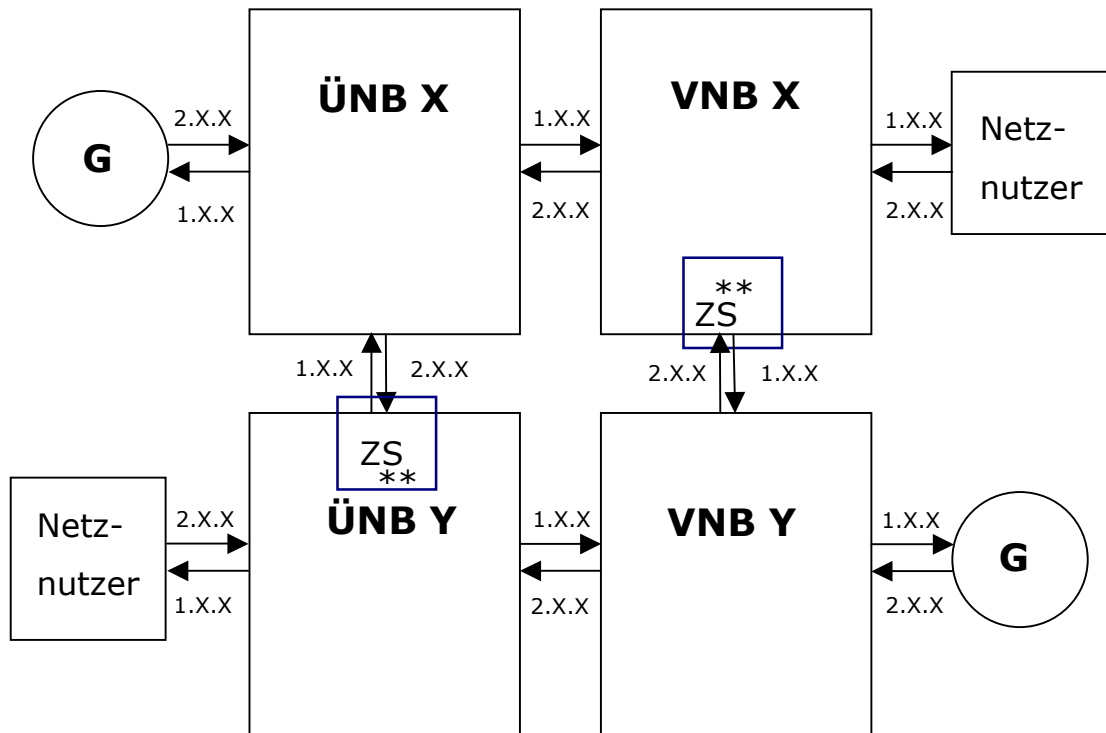 ÜNB X
VNB X
2.X.X
G
1.X.X
1.X.X
2.X.X
1.X.X
Netz-
nutzer
2.X.X
**
ZS
1.X.X
2.X.X
2.X.X
1.X.X
ZS
**
ÜNB Y
VNB Y
Netz-
nutzer
2.X.X
1.X.X
1.X.X
2.X.X
1.X.X
G
2.X.X